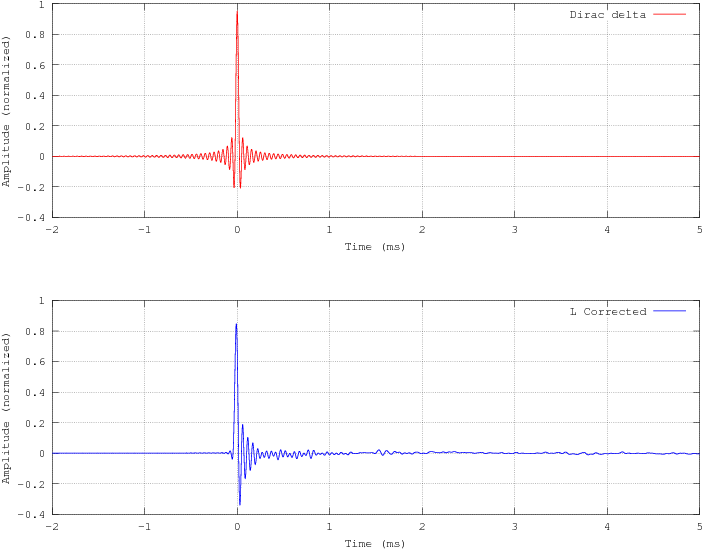 1
Dirac delta
0.8
0.6
0.4
0.2
0
-0.2
-0.4
Amplitude (normalized)
-2 -1 0 1 2 3 4 5
Time (ms)
1
L Corrected
0.8
0.6
0.4
0.2
0
-0.2
-0.4
Amplitude (normalized)
-2 -1 0 1 2 3 4 5
Time (ms)